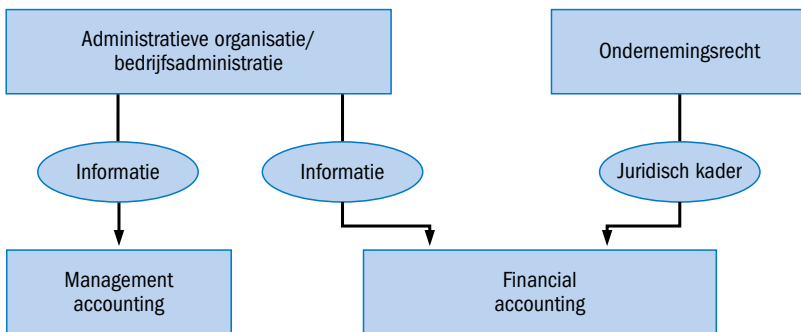 Administratieve organisatie/
bedrijfsadministratie
Ondernemingsrecht
Informatie
Informatie
Juridisch kader
Management
accounting
Financial
accounting